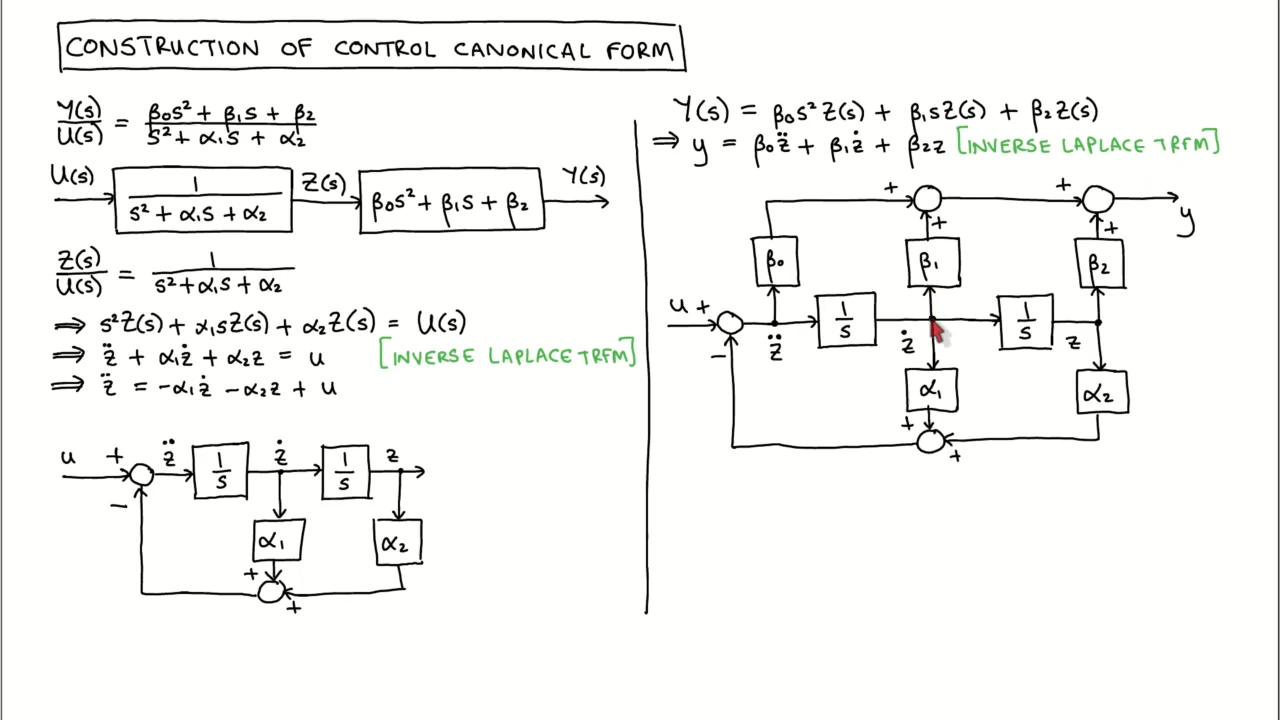 CONSTRUCTION OF CONTROL CANONICAL FORM
Y(s)/U(s) = (β₀s² + β₁s + β₂)/(s² + α₁s + α₂)
U(s) 1/(s² + α₁s + α₂) Z(s) β₀s² + β₁s + β₂ Y(s)
Z(s)/U(s) = 1/(s² + α₁s + α₂)
⇒ s²Z(s) + α₁sZ(s) + α₂Z(s) = U(s)
⇒ z̈ + α₁ż + α₂z = u [INVERSE LAPLACE TRFM]
⇒ z̈ = -α₁ż - α₂z + u
u + z̈ 1/s ż 1/s z
−
α₁ α₂
+
+
Y(s) = β₀s²Z(s) + β₁sZ(s) + β₂Z(s)
⇒ y = β₀z̈ + β₁ż + β₂z [INVERSE LAPLACE TRFM]
+ +
+ + y
β₀ β₁ β₂
u + 1/s 1/s
− z̈ ż z
α₁ α₂
+
+